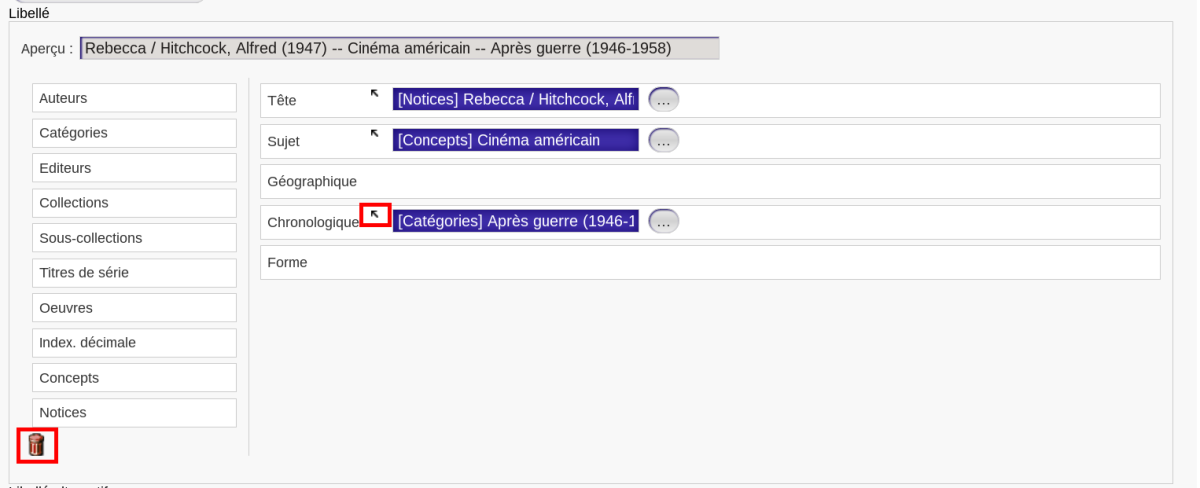 Libellé
Aperçu : Rebecca / Hitchcock, Alfred (1947) -- Cinéma américain -- Après guerre (1946-1958)
Auteurs
Catégories
Editeurs
Collections
Sous-collections
Titres de série
Oeuvres
Index. décimale
Concepts
Notices
Tête [Notices] Rebecca / Hitchcock, Alf ...
Sujet [Concepts] Cinéma américain ...
Géographique
Chronologique [Catégories] Après guerre (1946-1 ...
Forme